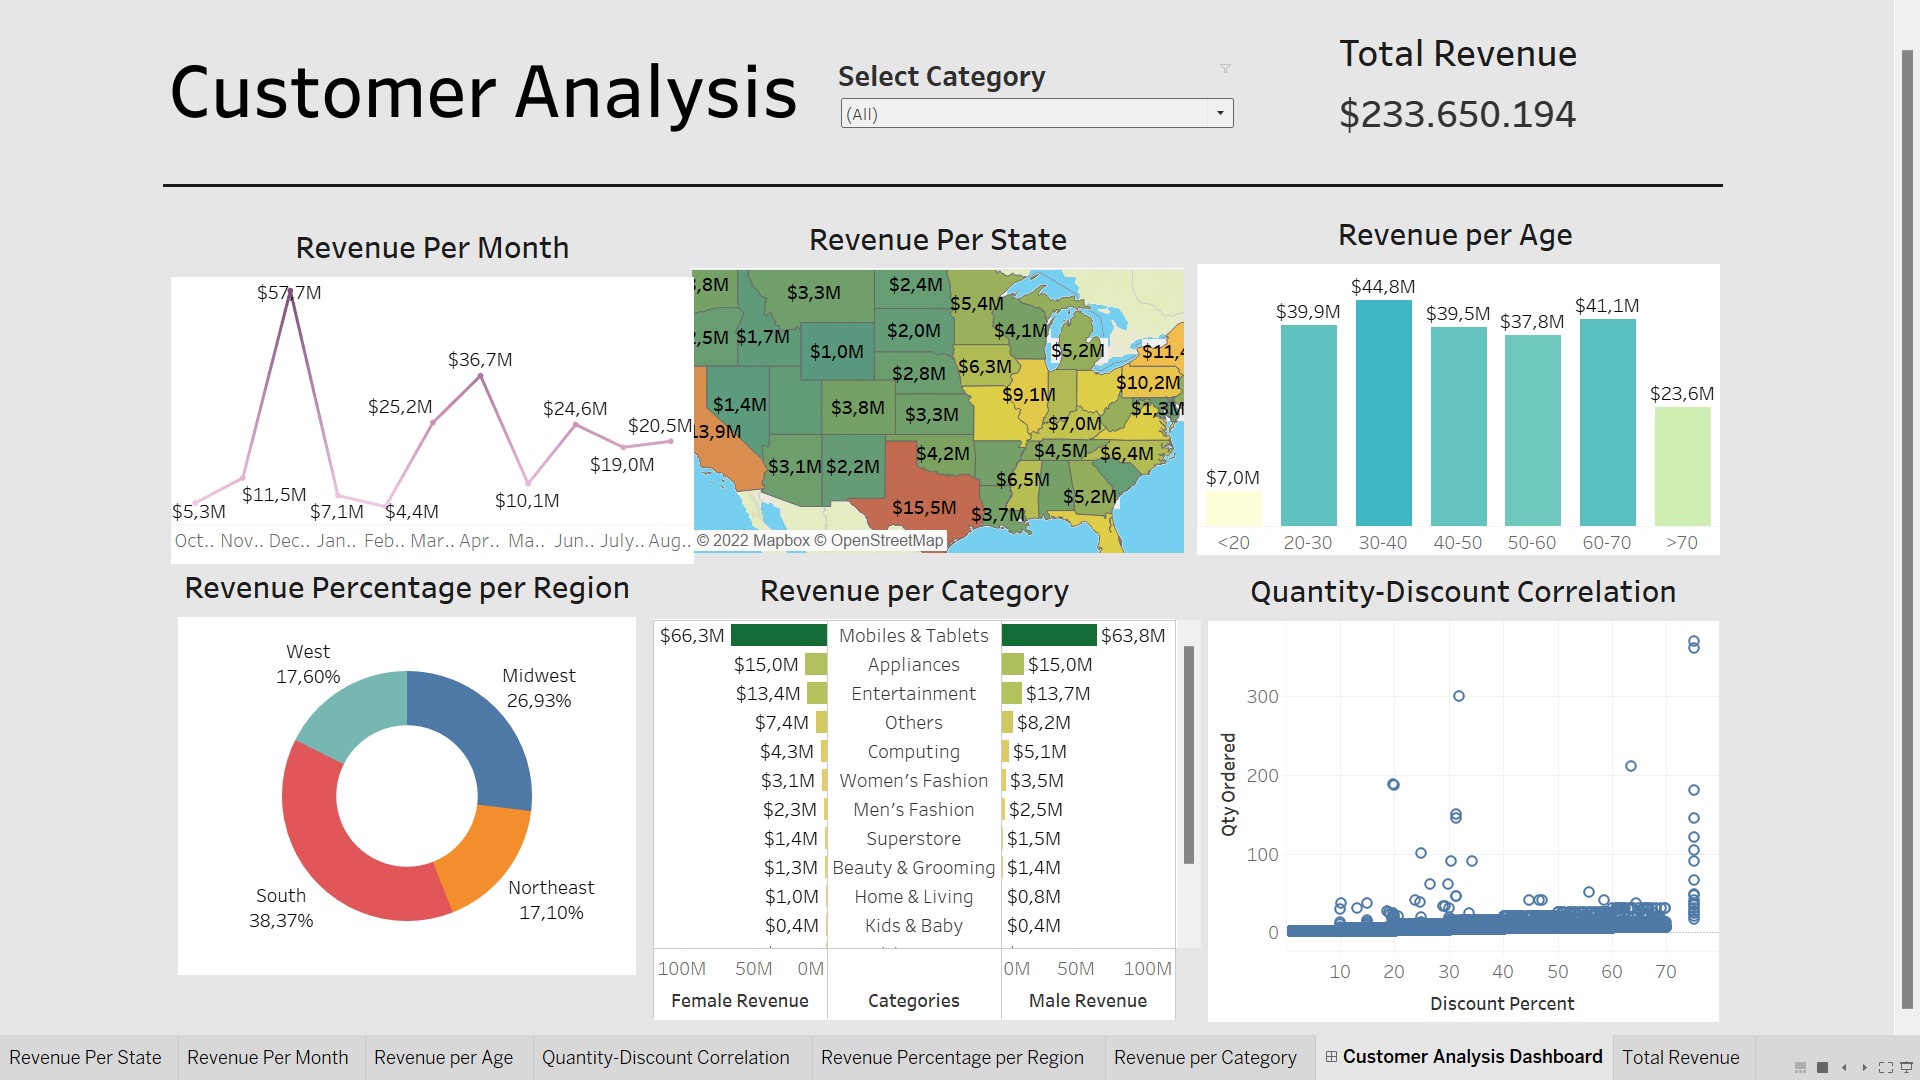 Customer Analysis
Select Category
(All)
Total Revenue
$233.650.194
Revenue Per Month
$57,7M
$36,7M
$25,2M
$24,6M
$20,5M
$19,0M
$11,5M
$10,1M
$5,3M
$7,1M
$4,4M
Oct.. Nov.. Dec.. Jan.. Feb.. Mar.. Apr.. Ma.. Jun.. July.. Aug..
Revenue Per State
,8M
$3,3M
$2,4M
$5,4M
,5M
$1,7M
$2,0M
$4,1M
$1,0M
$5,2M
$11,4
$2,8M
$6,3M
$10,2M
$1,4M
$3,8M
$3,3M
$9,1M
$1,3M
13,9M
$7,0M
$4,2M
$4,5M
$6,4M
$3,1M
$2,2M
$6,5M
$5,2M
$15,5M
$3,7M
© 2022 Mapbox © OpenStreetMap
Revenue per Age
$7,0M
$39,9M
$44,8M
$39,5M
$37,8M
$41,1M
$23,6M
<20 20-30 30-40 40-50 50-60 60-70 >70
Revenue Percentage per Region
West
17,60%
Midwest
26,93%
South
38,37%
Northeast
17,10%
Revenue per Category
$66,3M Mobiles & Tablets $63,8M
$15,0M Appliances $15,0M
$13,4M Entertainment $13,7M
$7,4M Others $8,2M
$4,3M Computing $5,1M
$3,1M Women's Fashion $3,5M
$2,3M Men's Fashion $2,5M
$1,4M Superstore $1,5M
$1,3M Beauty & Grooming $1,4M
$1,0M Home & Living $0,8M
$0,4M Kids & Baby $0,4M
100M 50M 0M 0M 50M 100M
Female Revenue Categories Male Revenue
Quantity-Discount Correlation
Qty Ordered
300
200
100
0
10 20 30 40 50 60 70
Discount Percent
Revenue Per State Revenue Per Month Revenue per Age Quantity-Discount Correlation Revenue Percentage per Region Revenue per Category Customer Analysis Dashboard Total Revenue